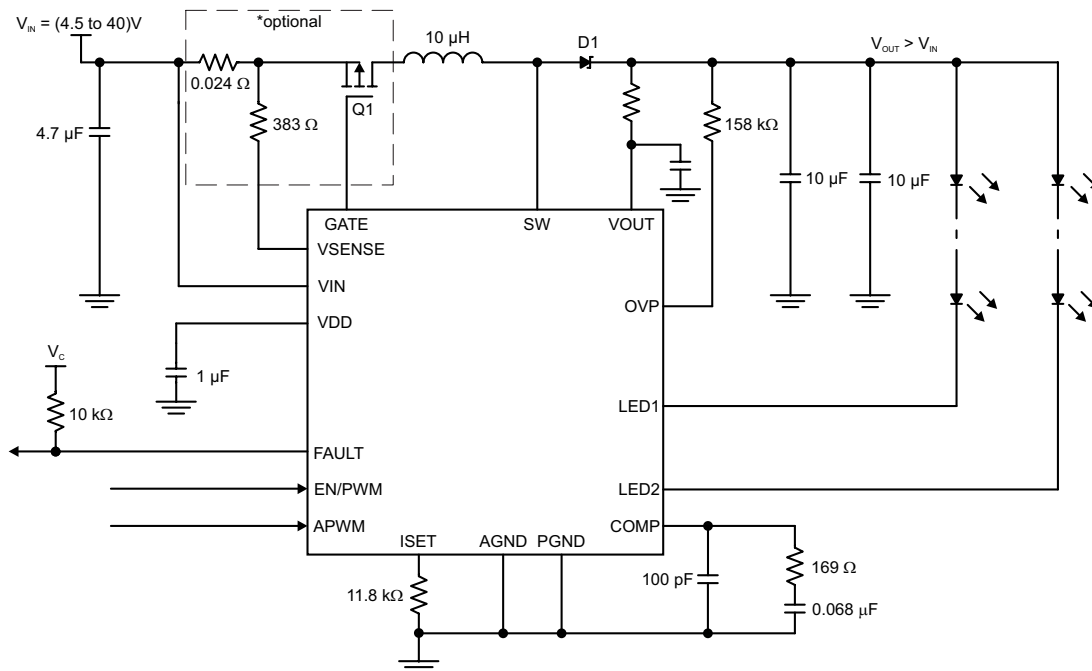 V_IN = (4.5 to 40)V
*optional
10 µH
D1
V_OUT > V_IN
0.024 Ω
Q1
4.7 µF
383 Ω
158 kΩ
10 µF
10 µF
GATE
SW
VOUT
VSENSE
VIN
OVP
VDD
V_C
1 µF
10 kΩ
LED1
FAULT
EN/PWM
LED2
APWM
COMP
ISET
AGND
PGND
100 pF
169 Ω
11.8 kΩ
0.068 µF